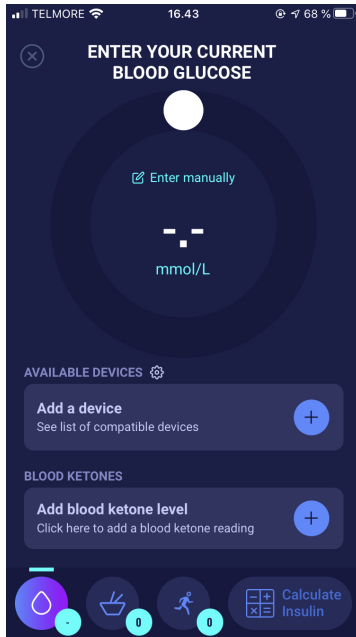 TELMORE 16.43 68 %
ENTER YOUR CURRENT
BLOOD GLUCOSE
Enter manually
-.-
mmol/L
AVAILABLE DEVICES
Add a device
See list of compatible devices
BLOOD KETONES
Add blood ketone level
Click here to add a blood ketone reading
- 0 0
Calculate
Insulin